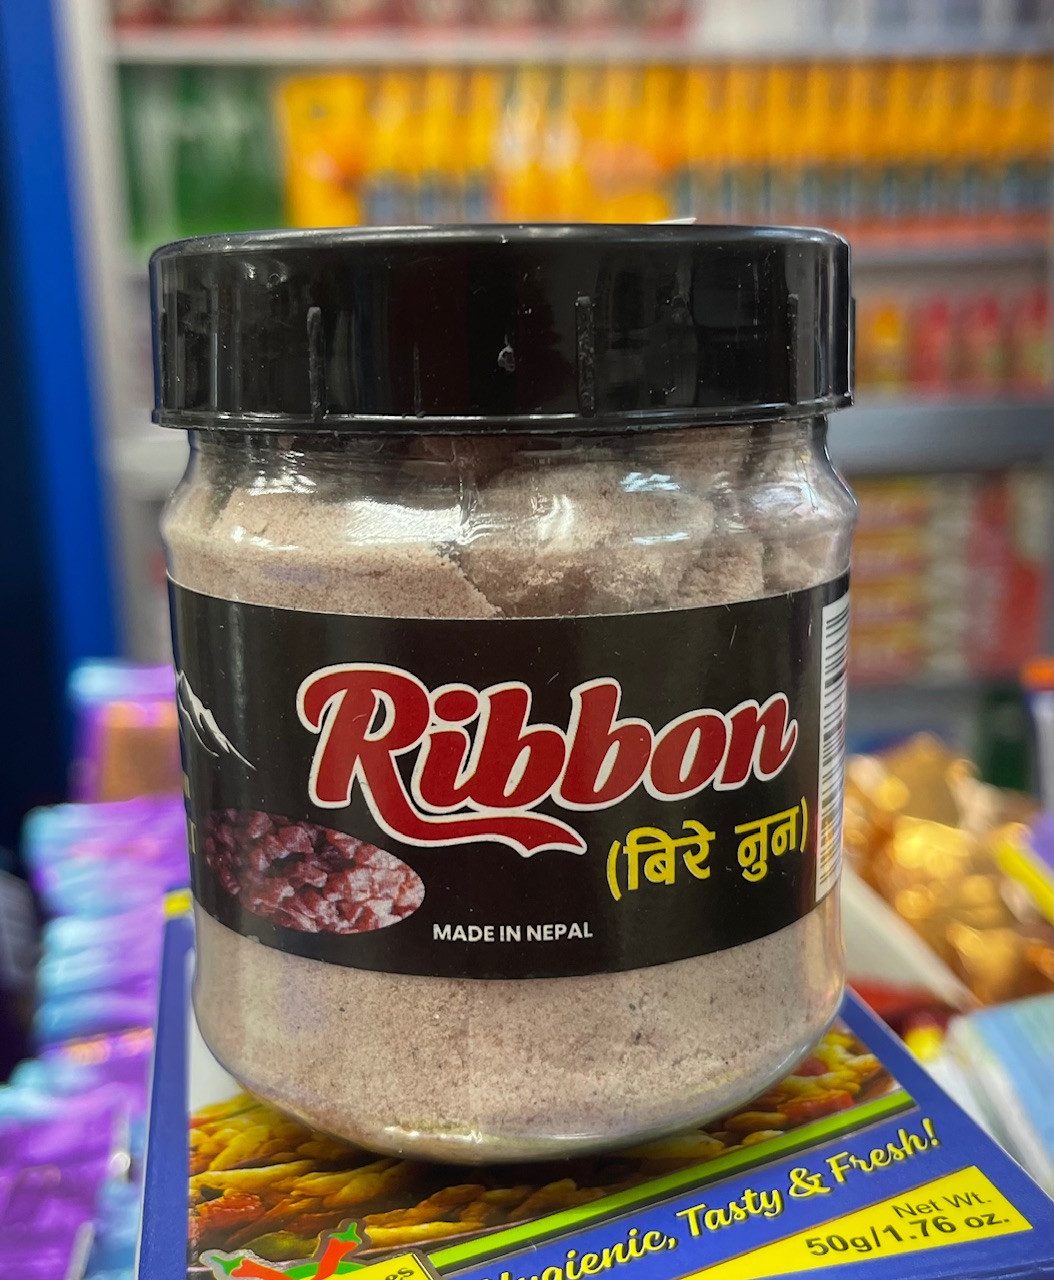 Ribbon
(बिरे नुन)
MADE IN NEPAL
Hygienic, Tasty & Fresh!
Net Wt.
50g/1.76 oz.